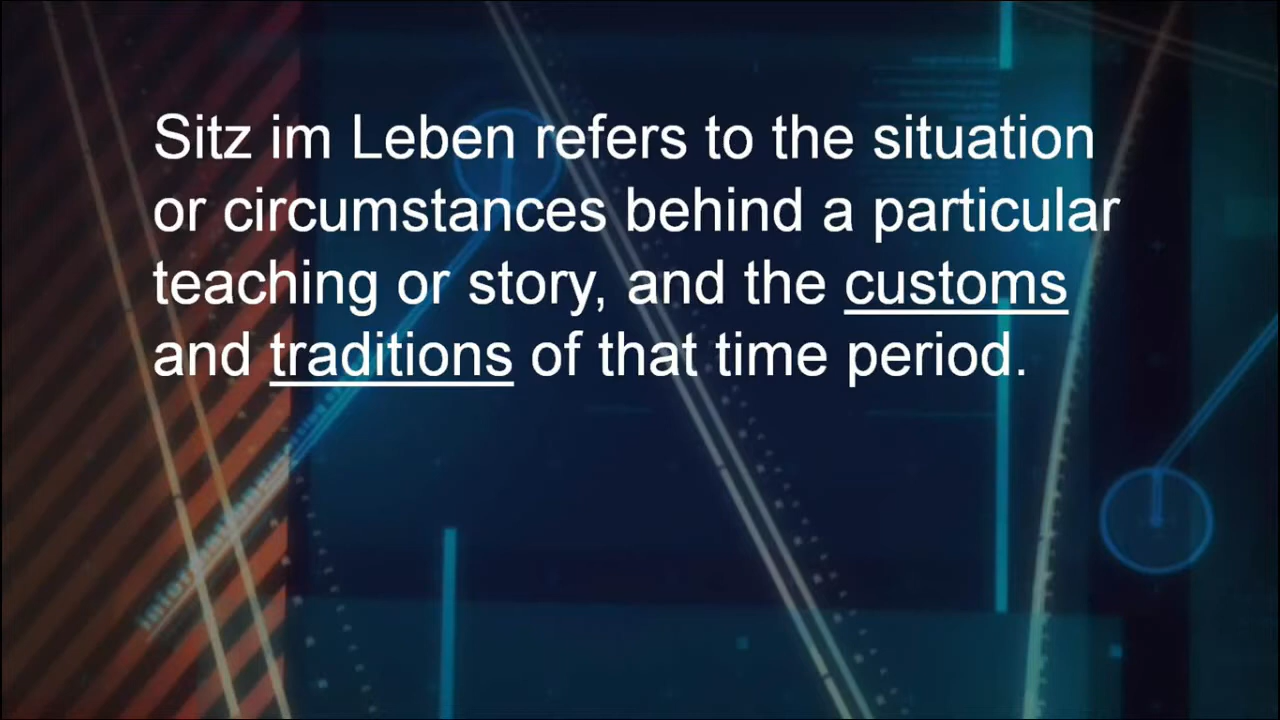 Sitz im Leben refers to the situation
or circumstances behind a particular
teaching or story, and the customs
and traditions of that time period.